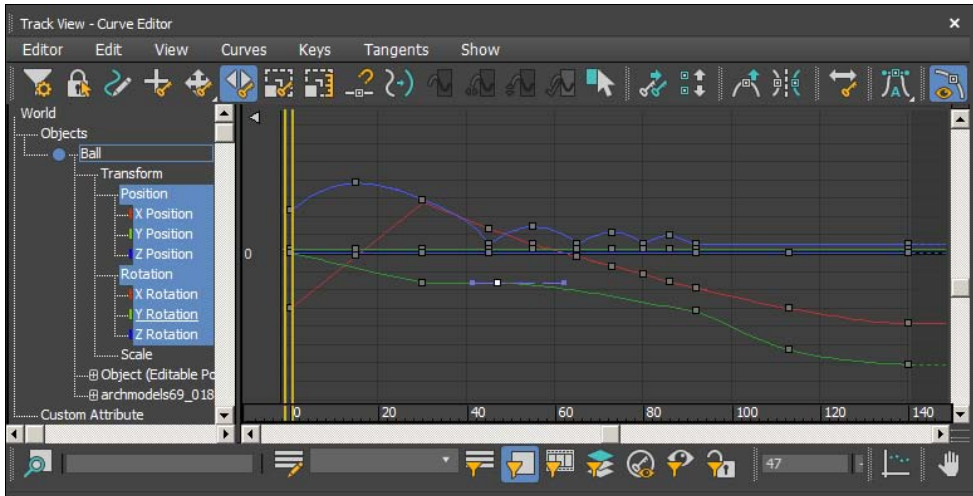 Track View - Curve Editor
Editor Edit View Curves Keys Tangents Show
World
Objects
Ball
Transform
Position
X Position
Y Position
Z Position
Rotation
X Rotation
Y Rotation
Z Rotation
Scale
Object (Editable Po
archmodels69_018
Custom Attribute
0
0 20 40 60 80 100 120 140
47